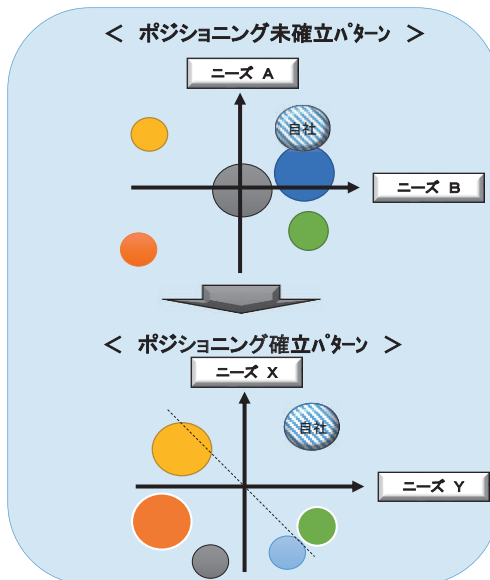 ＜ ポジショニング未確立パターン ＞
ニーズ A
自社
ニーズ B
＜ ポジショニング確立パターン ＞
ニーズ X
自社
ニーズ Y